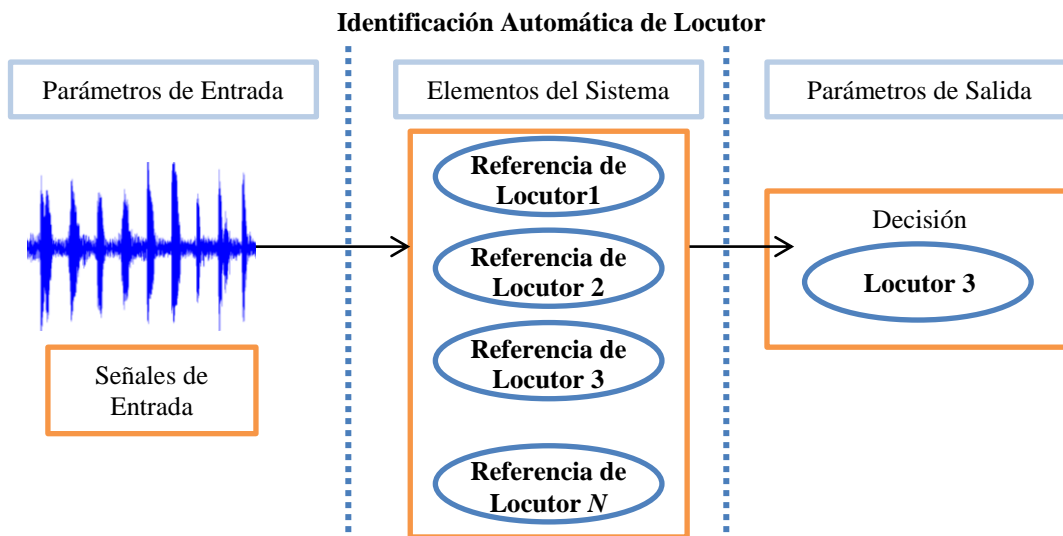 Identificación Automática de Locutor
Parámetros de Entrada
Elementos del Sistema
Parámetros de Salida
Señales de
Entrada
Referencia de
Locutor1
Referencia de
Locutor 2
Referencia de
Locutor 3
Referencia de
Locutor N
Decisión
Locutor 3